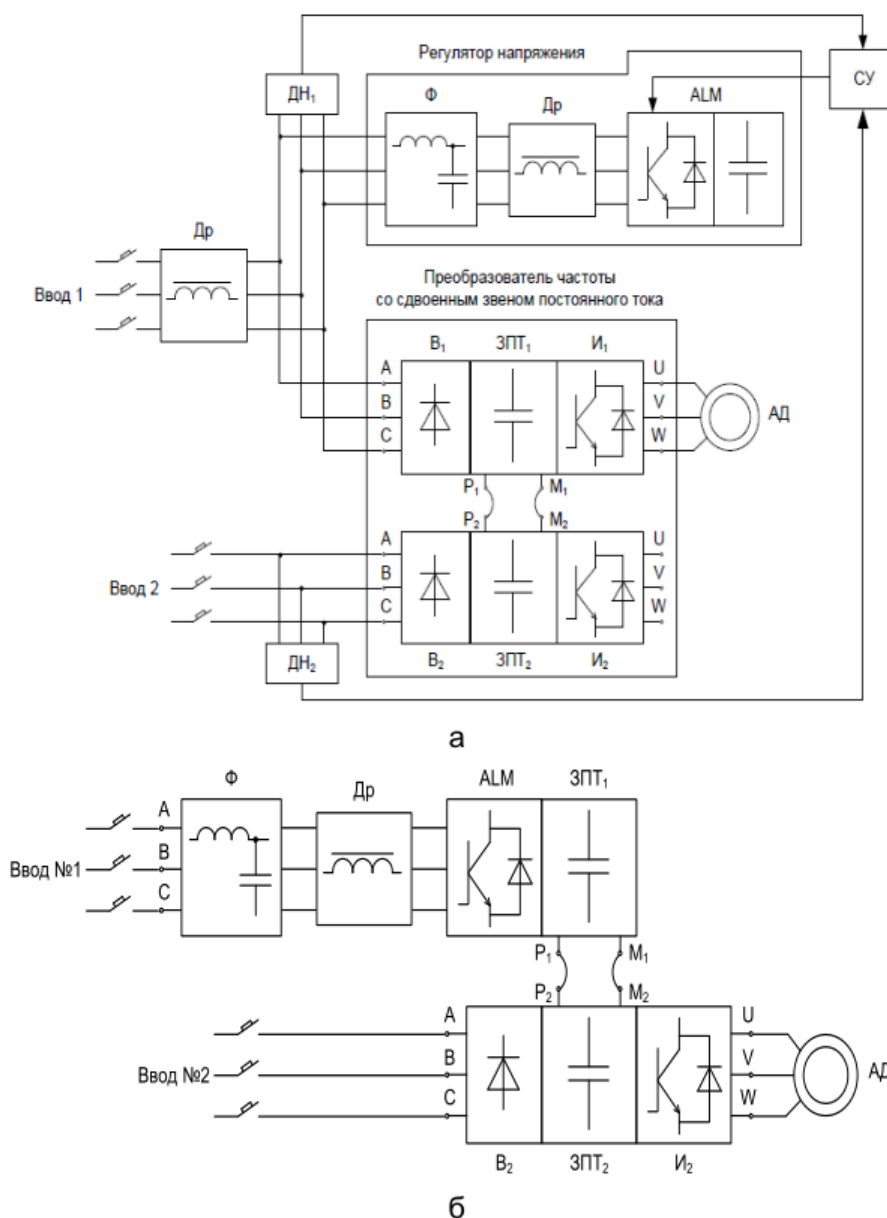 Регулятор напряжения
СУ
ДН₁
Ф
Др
ALM
Др
Ввод 1
Преобразователь частоты
со сдвоенным звеном постоянного тока
В₁ ЗПТ₁ И₁
A U
B V АД
C W
P₁ M₁
P₂ M₂
A U
Ввод 2 B V
C W
ДН₂
В₂ ЗПТ₂ И₂
а
Ф Др ALM ЗПТ₁
A
Ввод №1 B
C
P₁ M₁
P₂ M₂
A U
Ввод №2 B V АД
C W
В₂ ЗПТ₂ И₂
б